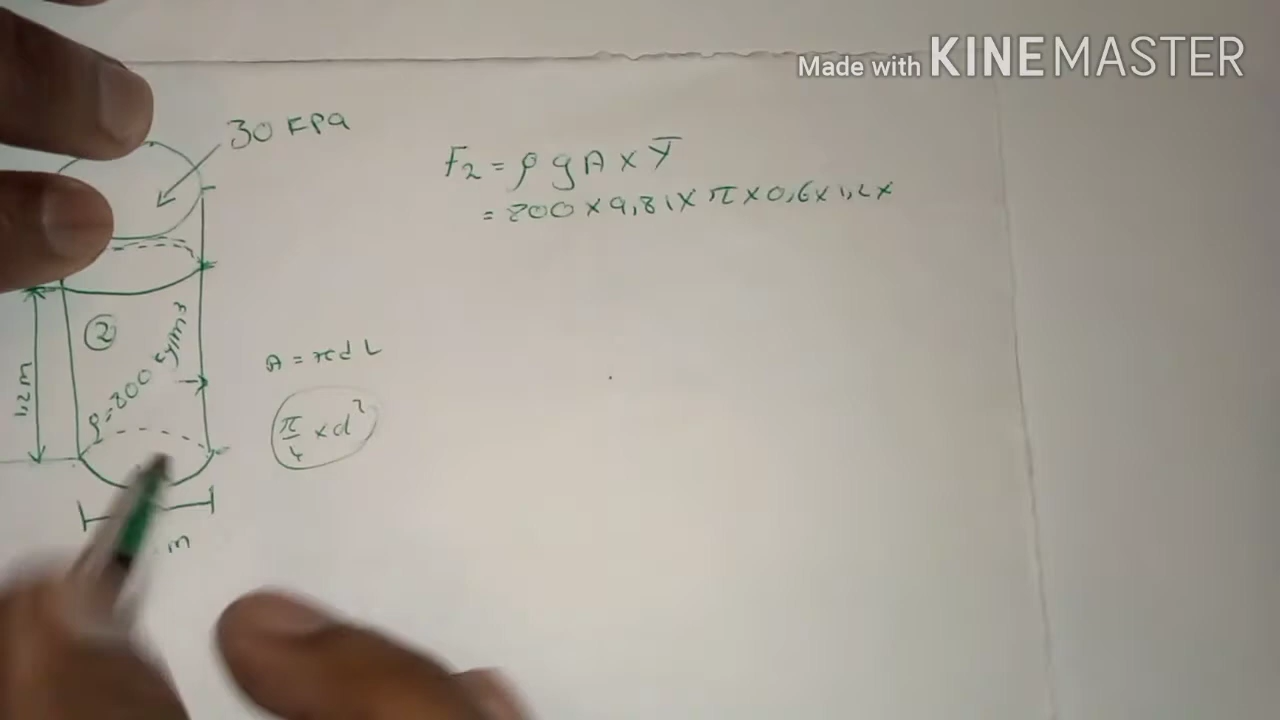 Made with KINEMASTER
30 KPa
F₂ = ρ g A × ȳ
= 800 × 9,81 × π × 0,6 × 1,2 ×
②
ρ=800 kg/m³
1,2m
A = πd L
π/4 × d²
m